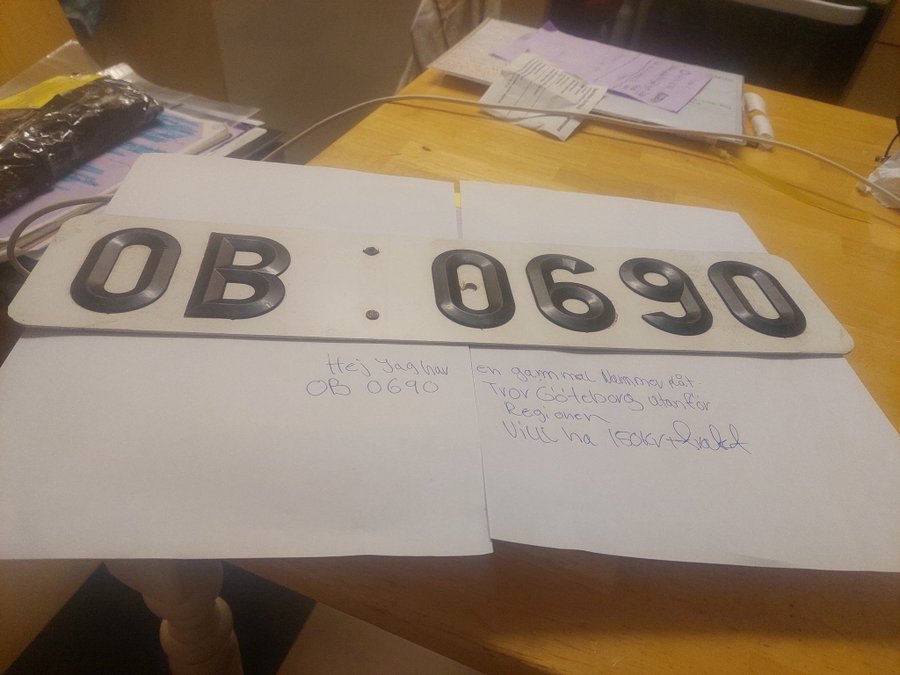 OB 0690
Hej Jag har en gammal Nummer plåt.
OB 0690 Tror Göteborg utanför
Regionen
Vill ha 150kr+frakt